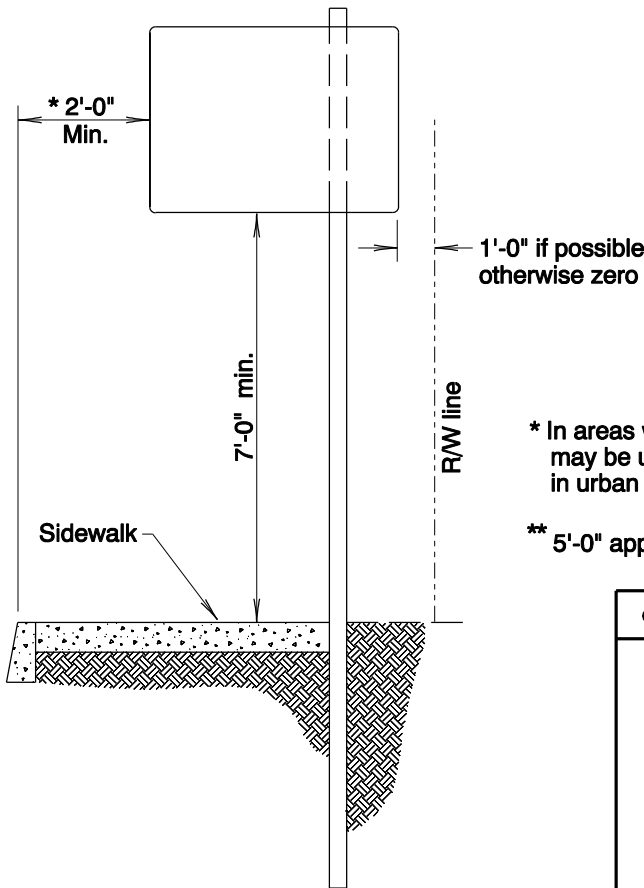 * 2'-0"
Min.
1'-0" if possible
otherwise zero
7'-0" min.
R/W line
Sidewalk
* In areas
may be
in urban
** 5'-0"